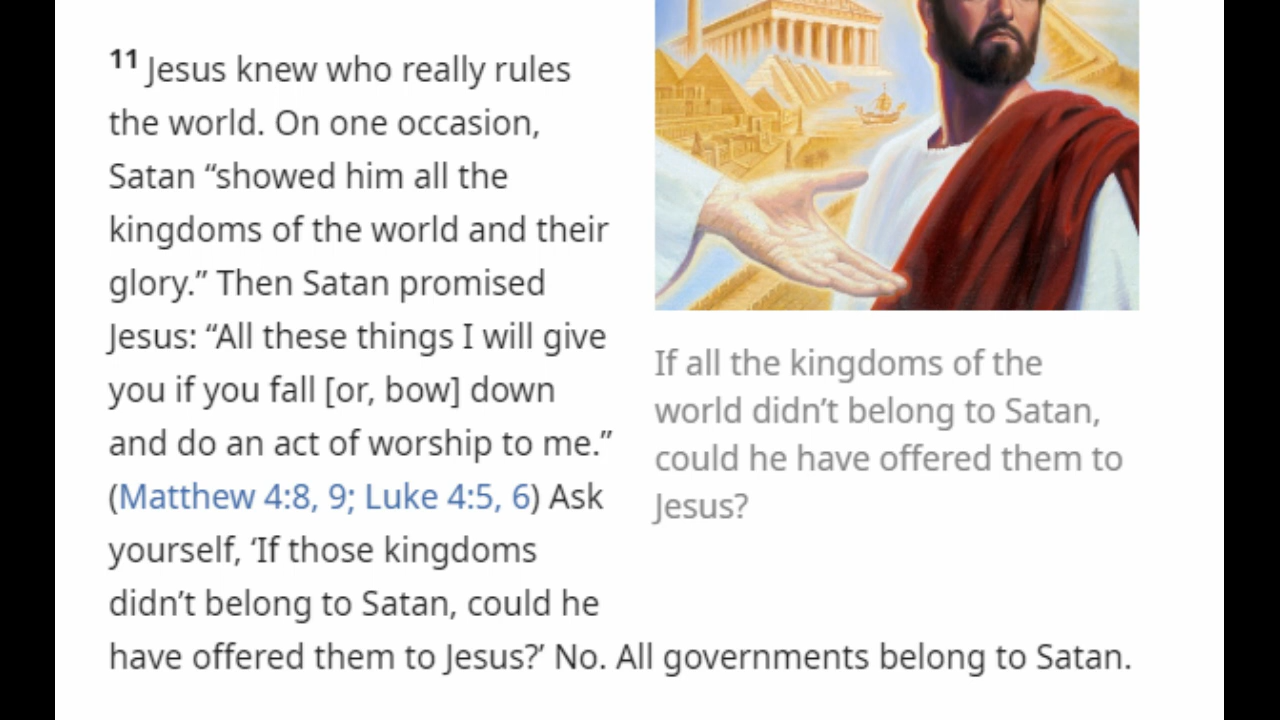 11 Jesus knew who really rules
the world. On one occasion,
Satan “showed him all the
kingdoms of the world and their
glory.” Then Satan promised
Jesus: “All these things I will give
you if you fall [or, bow] down
and do an act of worship to me.”
(Matthew 4:8, 9; Luke 4:5, 6) Ask
yourself, ‘If those kingdoms
didn’t belong to Satan, could he
have offered them to Jesus?’ No. All governments belong to Satan.
If all the kingdoms of the
world didn’t belong to Satan,
could he have offered them to
Jesus?